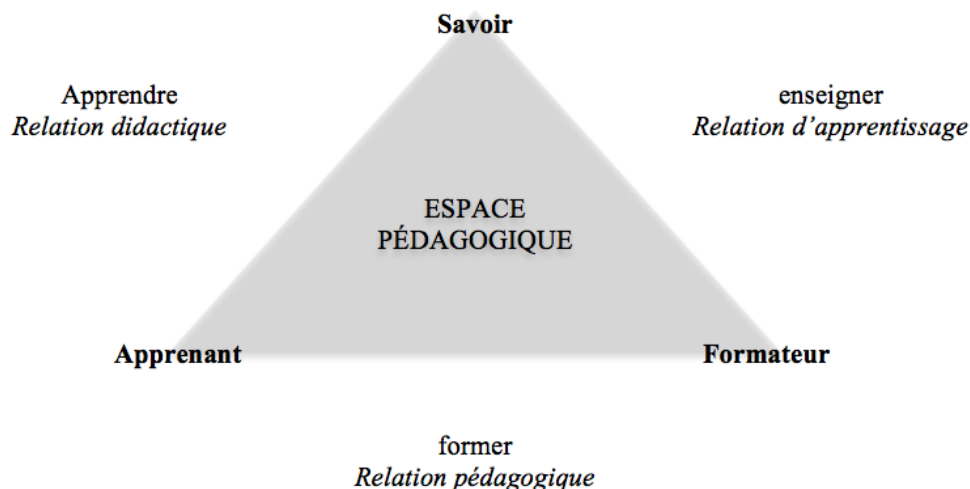 Savoir
Apprendre
Relation didactique
enseigner
Relation d'apprentissage
ESPACE
PÉDAGOGIQUE
Apprenant
Formateur
former
Relation pédagogique